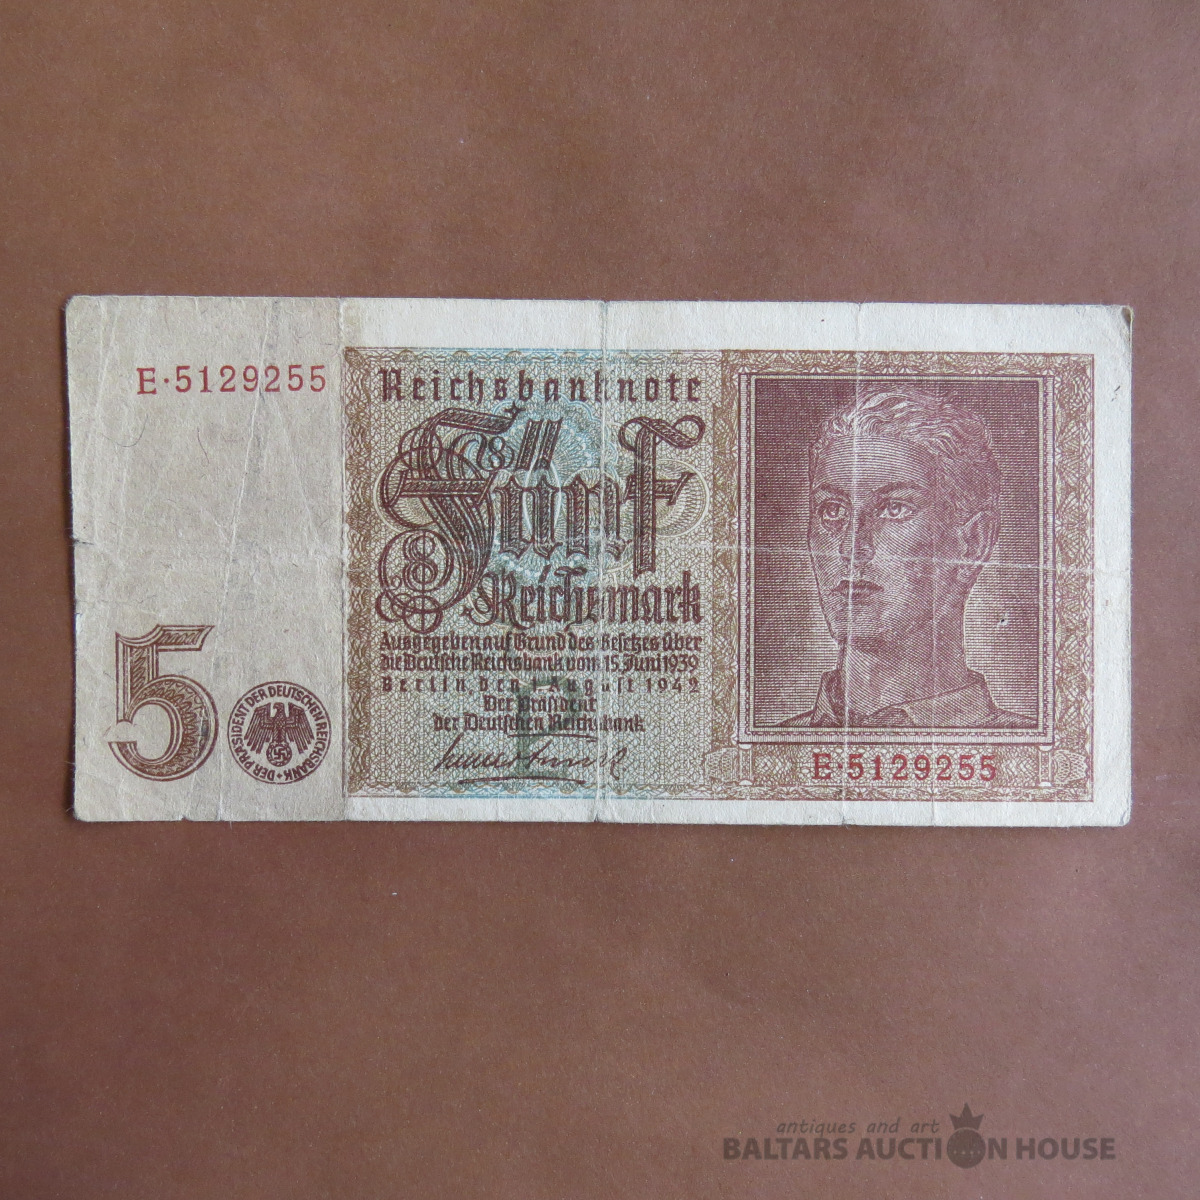 E·5129255
Reichsbanknote
Fünf
Reichsmark
Ausgegeben auf Grund des Gesetzes über
die Deutsche Reichsbank vom 15. Juni 1939
Berlin, den 1. August 1942
Der Präsident
der Deutschen Reichsbank
5
DER PRÄSIDENT DER DEUTSCHEN REICHSBANK
E·5129255
antiques and art
BALTARS AUCTION HOUSE